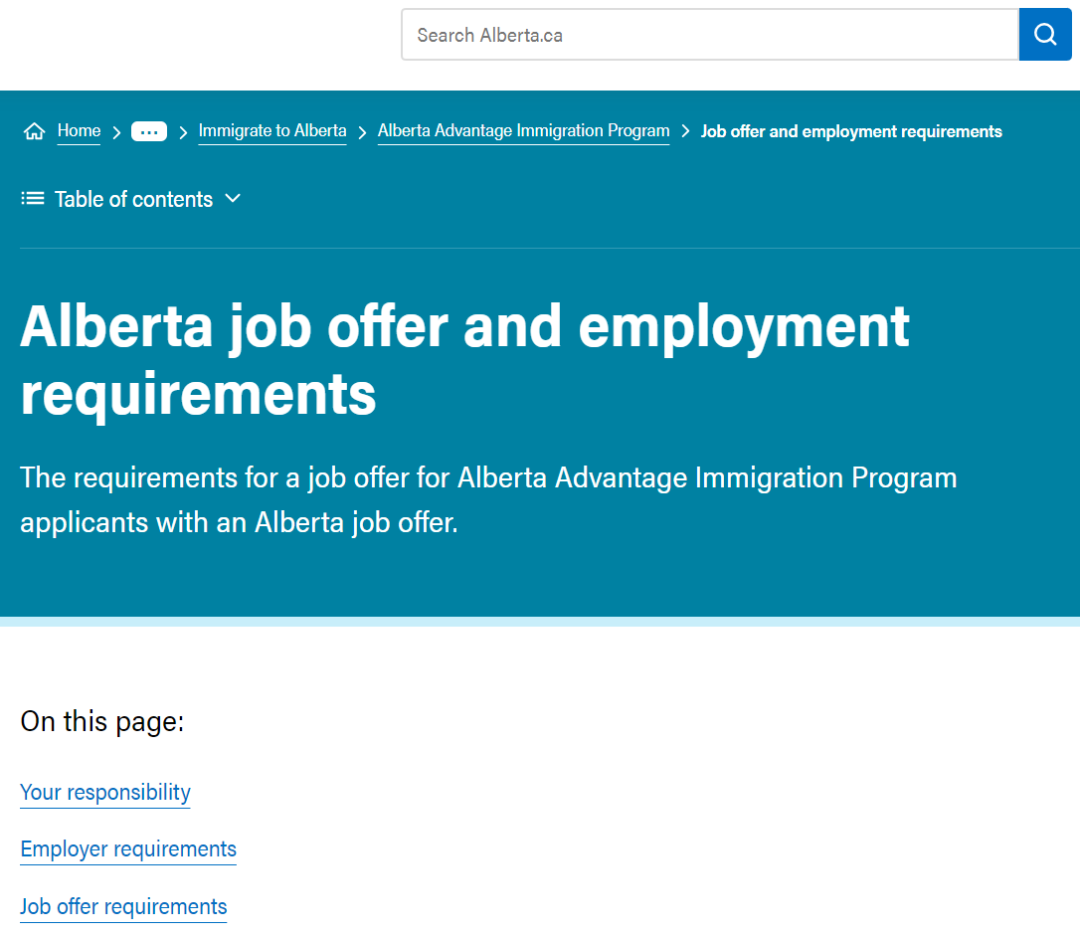 Search Alberta.ca
Home > ... > Immigrate to Alberta > Alberta Advantage Immigration Program > Job offer and employment requirements
Table of contents
Alberta job offer and employment
requirements
The requirements for a job offer for Alberta Advantage Immigration Program
applicants with an Alberta job offer.
On this page:
Your responsibility
Employer requirements
Job offer requirements